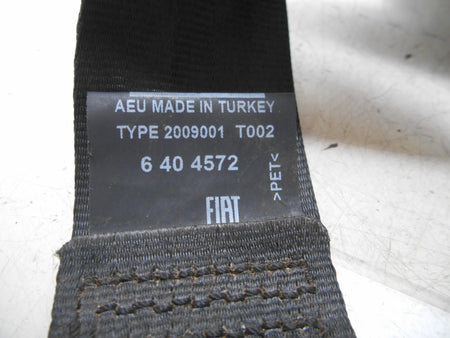 AEU MADE IN TURKEY
TYPE 2009001 T002
6 40 4572
>PET<
FIAT